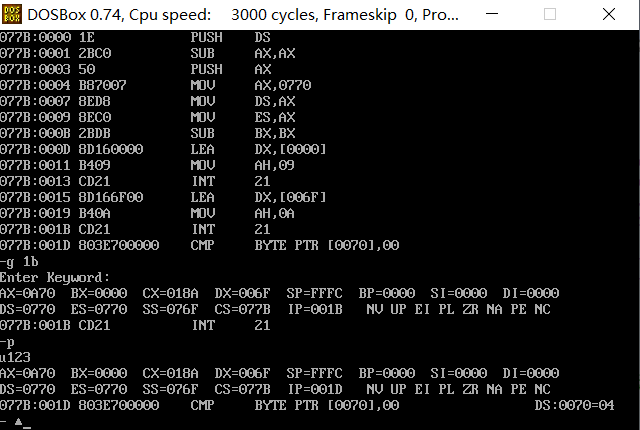 DOS BOX DOSBox 0.74, Cpu speed: 3000 cycles, Frameskip 0, Pro...
077B:0000 1E PUSH DS
077B:0001 2BC0 SUB AX,AX
077B:0003 50 PUSH AX
077B:0004 B87007 MOV AX,0770
077B:0007 8ED8 MOV DS,AX
077B:0009 8EC0 MOV ES,AX
077B:000B 2BDB SUB BX,BX
077B:000D 8D160000 LEA DX,[0000]
077B:0011 B409 MOV AH,09
077B:0013 CD21 INT 21
077B:0015 8D166F00 LEA DX,[006F]
077B:0019 B40A MOV AH,0A
077B:001B CD21 INT 21
077B:001D 803E700000 CMP BYTE PTR [0070],00
-g 1b
Enter Keyword:
AX=0A70 BX=0000 CX=018A DX=006F SP=FFFC BP=0000 SI=0000 DI=0000
DS=0770 ES=0770 SS=076F CS=077B IP=001B NV UP EI PL ZR NA PE NC
077B:001B CD21 INT 21
-p
u123
AX=0A70 BX=0000 CX=018A DX=006F SP=FFFC BP=0000 SI=0000 DI=0000
DS=0770 ES=0770 SS=076F CS=077B IP=001D NV UP EI PL ZR NA PE NC
077B:001D 803E700000 CMP BYTE PTR [0070],00 DS:0070=04
- ▲_